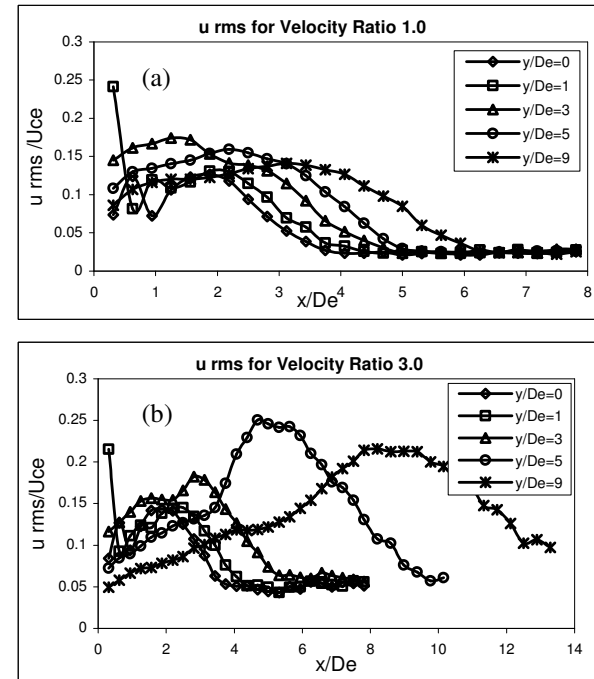 u rms for Velocity Ratio 1.0
0.3
0.25
0.2
0.15
0.1
0.05
0
u rms /Uce
(a)
y/De=0
y/De=1
y/De=3
y/De=5
y/De=9
0 1 2 3 4 5 6 7 8
x/De
u rms for Velocity Ratio 3.0
0.3
0.25
0.2
0.15
0.1
0.05
0
u rms/Uce
(b)
y/De=0
y/De=1
y/De=3
y/De=5
y/De=9
0 2 4 6 8 10 12 14
x/De